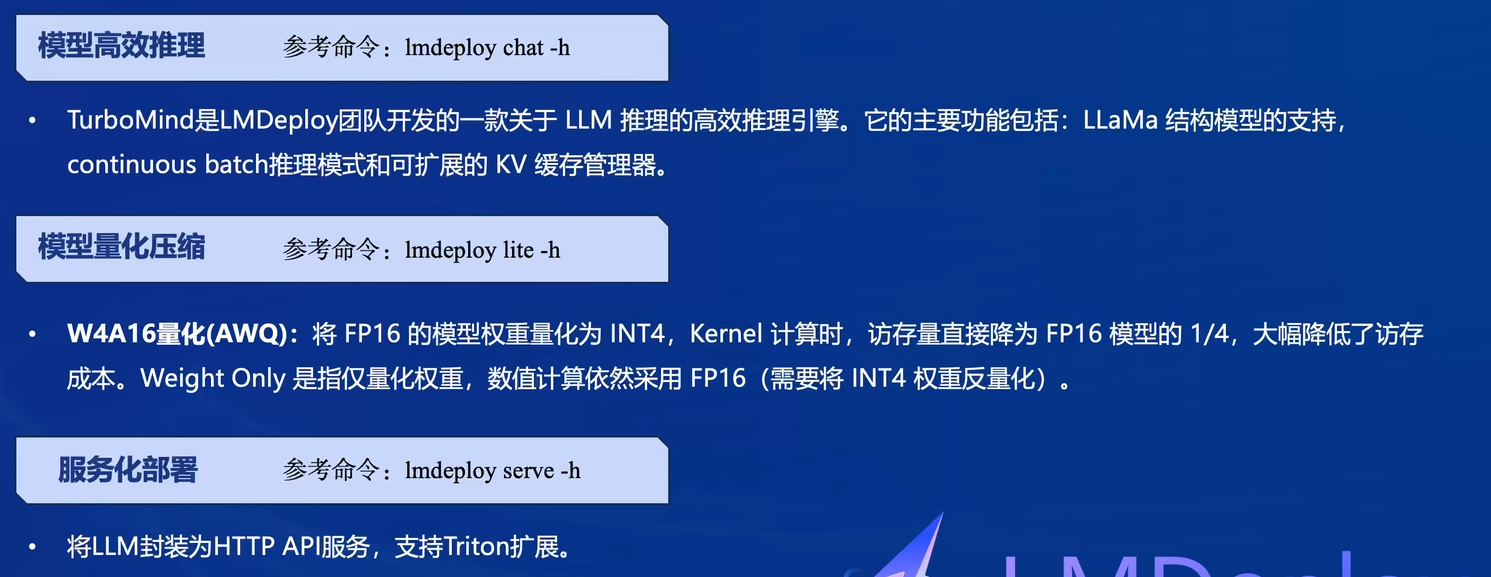 模型高效推理 参考命令：lmdeploy chat -h
• TurboMind是LMDeploy团队开发的一款关于 LLM 推理的高效推理引擎。它的主要功能包括：LLaMa 结构模型的支持，
continuous batch推理模式和可扩展的 KV 缓存管理器。
模型量化压缩 参考命令：lmdeploy lite -h
• W4A16量化(AWQ)：将 FP16 的模型权重量化为 INT4，Kernel 计算时，访存量直接降为 FP16 模型的 1/4，大幅降低了访存
成本。Weight Only 是指仅量化权重，数值计算依然采用 FP16（需要将 INT4 权重反量化）。
服务化部署 参考命令：lmdeploy serve -h
• 将LLM封装为HTTP API服务，支持Triton扩展。